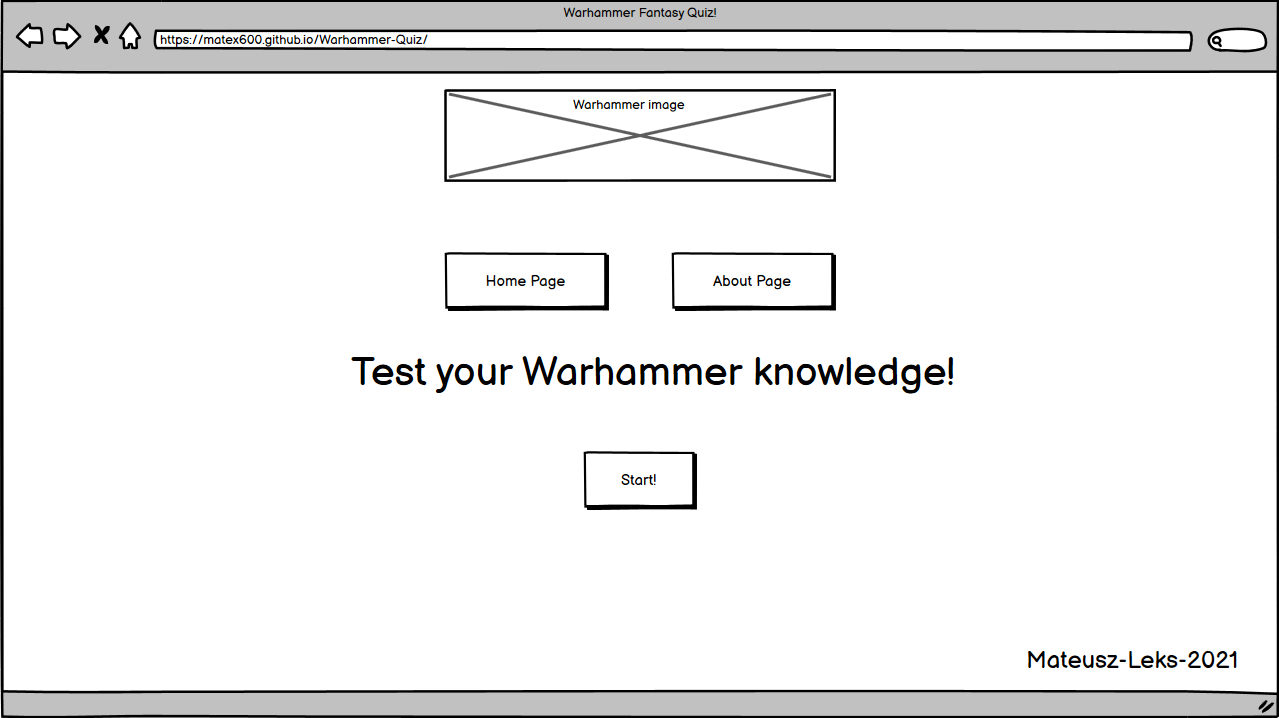 Warhammer Fantasy Quiz!
https://matex600.github.io/Warhammer-Quiz/
Warhammer image
Home Page
About Page
Test your Warhammer knowledge!
Start!
Mateusz-Leks-2021